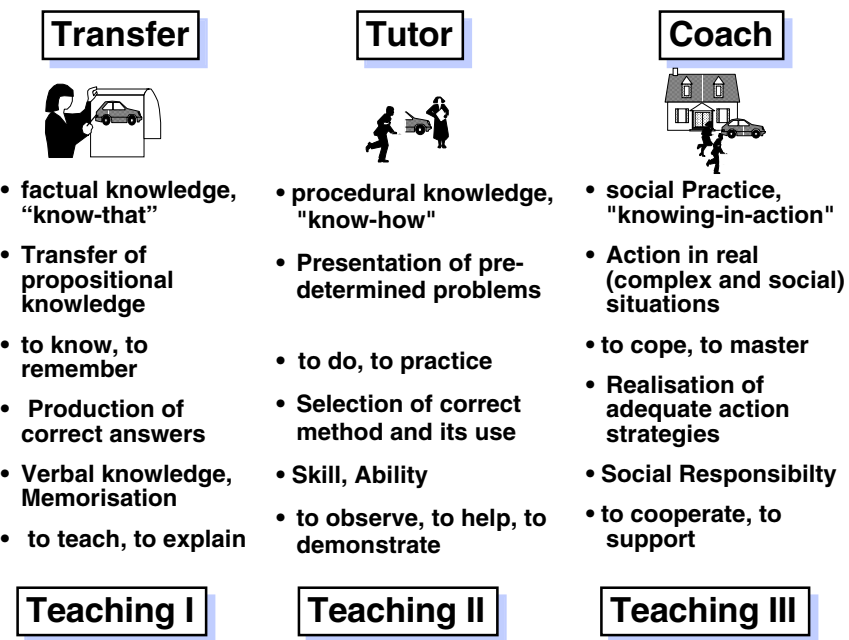 Transfer
• factual knowledge,
“know-that”
• Transfer of
propositional
knowledge
• to know, to
remember
• Production of
correct answers
• Verbal knowledge,
Memorisation
• to teach, to explain
Teaching I
Tutor
• procedural knowledge,
"know-how"
• Presentation of pre-
determined problems
• to do, to practice
• Selection of correct
method and its use
• Skill, Ability
• to observe, to help, to
demonstrate
Teaching II
Coach
• social Practice,
"knowing-in-action"
• Action in real
(complex and social)
situations
• to cope, to master
• Realisation of
adequate action
strategies
• Social Responsibilty
• to cooperate, to
support
Teaching III